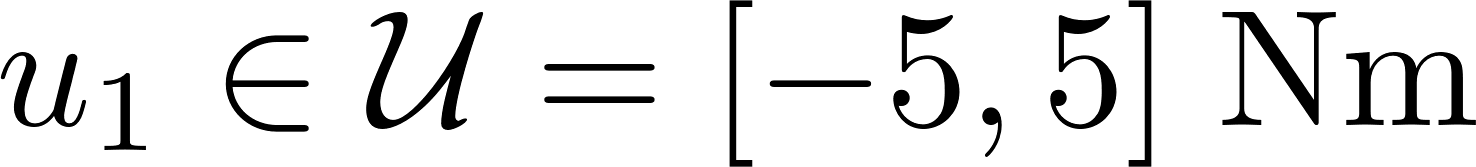 u₁ ∈ 𝒰 = [−5, 5] Nm